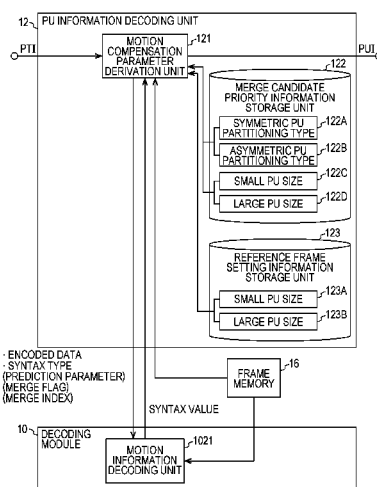 12
PU INFORMATION DECODING UNIT
PTI
121
MOTION
COMPENSATION
PARAMETER
DERIVATION UNIT
PUI
122
MERGE CANDIDATE
PRIORITY INFORMATION
STORAGE UNIT
122A
SYMMETRIC PU
PARTITIONING TYPE
122B
ASYMMETRIC PU
PARTITIONING TYPE
122C
SMALL PU SIZE
122D
LARGE PU SIZE
123
REFERENCE FRAME
SETTING INFORMATION
STORAGE UNIT
123A
SMALL PU SIZE
123B
LARGE PU SIZE
· ENCODED DATA
· SYNTAX TYPE
(PREDICTION PARAMETER)
(MERGE FLAG)
(MERGE INDEX)
SYNTAX VALUE
16
FRAME
MEMORY
10
DECODING
MODULE
1021
MOTION
INFORMATION
DECODING UNIT